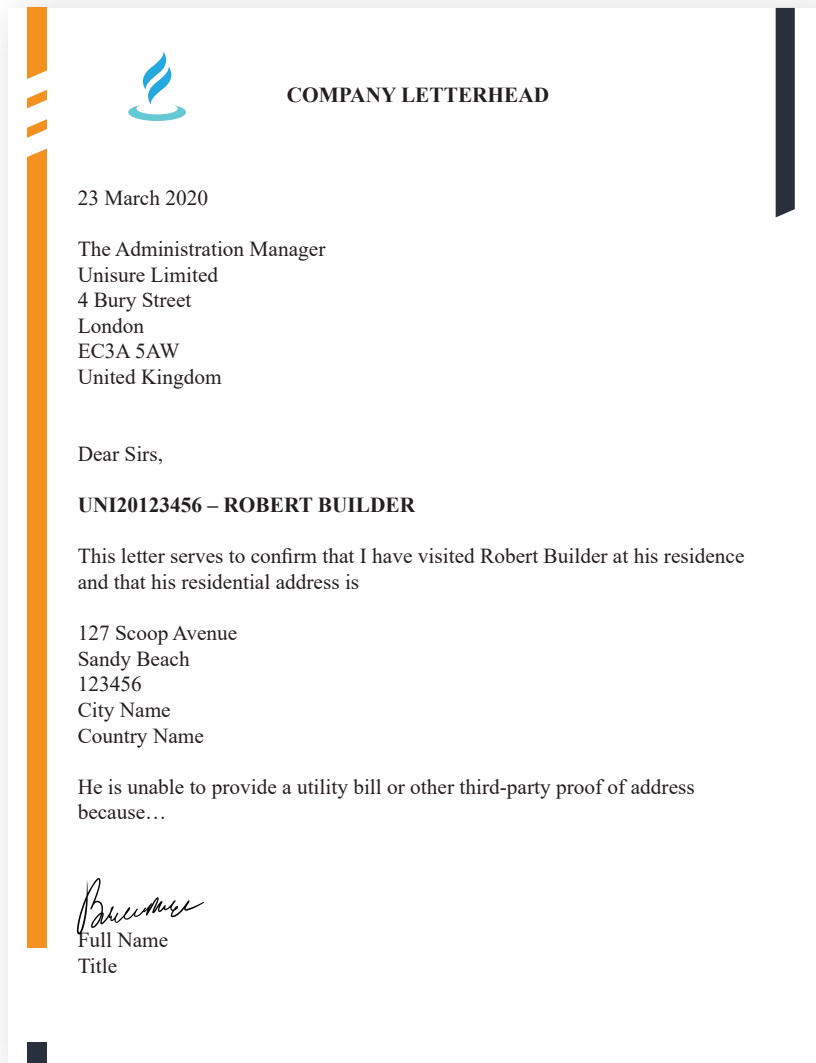 COMPANY LETTERHEAD
23 March 2020
The Administration Manager
Unisure Limited
4 Bury Street
London
EC3A 5AW
United Kingdom
Dear Sirs,
UNI20123456 – ROBERT BUILDER
This letter serves to confirm that I have visited Robert Builder at his residence
and that his residential address is
127 Scoop Avenue
Sandy Beach
123456
City Name
Country Name
He is unable to provide a utility bill or other third-party proof of address
because…
Full Name
Title